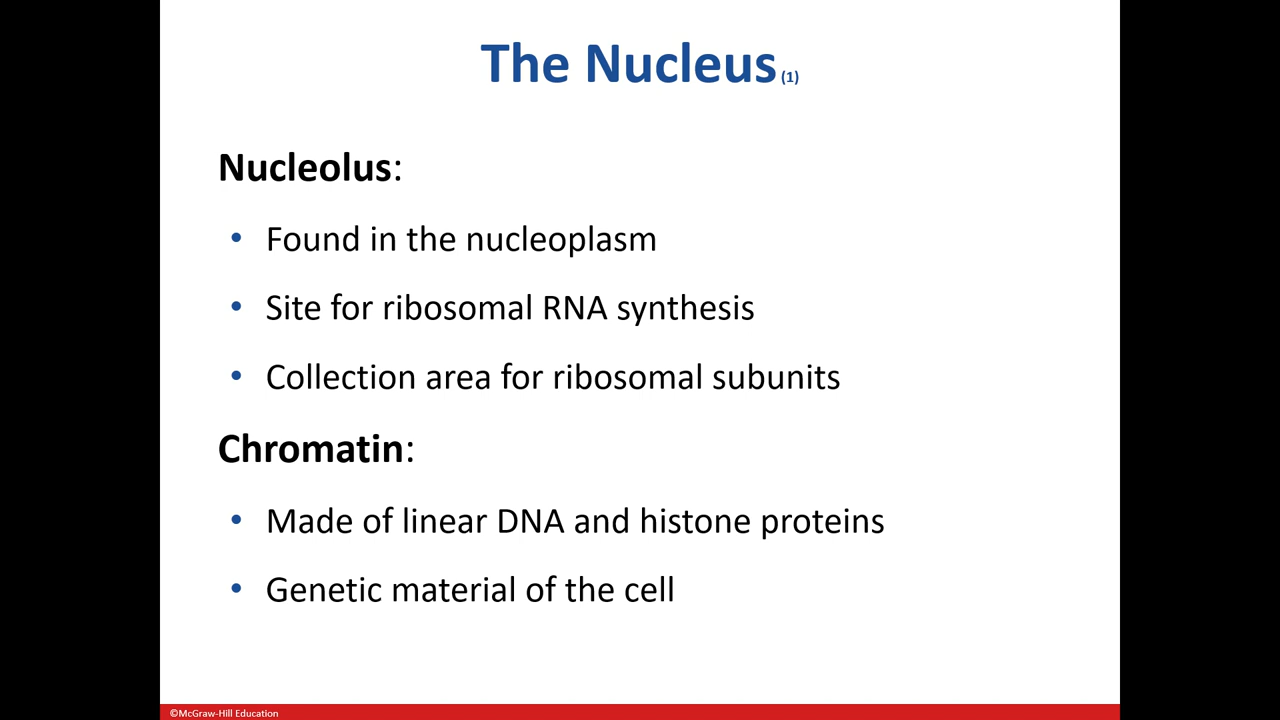 The Nucleus (1)
Nucleolus:
• Found in the nucleoplasm
• Site for ribosomal RNA synthesis
• Collection area for ribosomal subunits
Chromatin:
• Made of linear DNA and histone proteins
• Genetic material of the cell
©McGraw-Hill Education